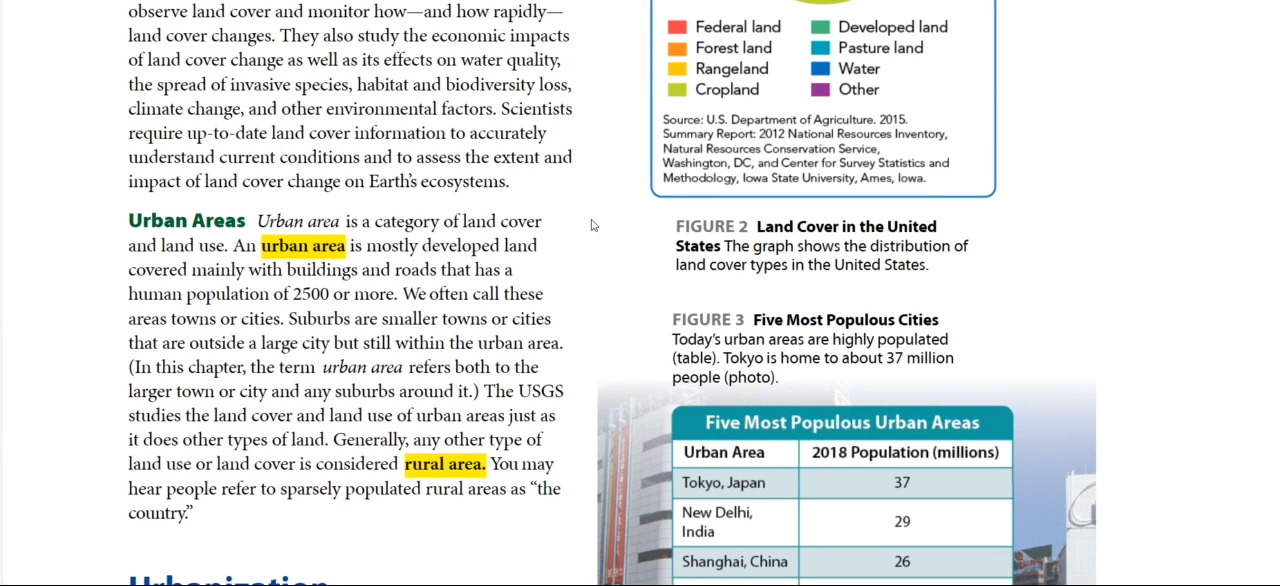 observe land cover and monitor how—and how rapidly—
land cover changes. They also study the economic impacts
of land cover change as well as its effects on water quality,
the spread of invasive species, habitat and biodiversity loss,
climate change, and other environmental factors. Scientists
require up-to-date land cover information to accurately
understand current conditions and to assess the extent and
impact of land cover change on Earth's ecosystems.
Urban Areas Urban area is a category of land cover
and land use. An urban area is mostly developed land
covered mainly with buildings and roads that has a
human population of 2500 or more. We often call these
areas towns or cities. Suburbs are smaller towns or cities
that are outside a large city but still within the urban area.
(In this chapter, the term urban area refers both to the
larger town or city and any suburbs around it.) The USGS
studies the land cover and land use of urban areas just as
it does other types of land. Generally, any other type of
land use or land cover is considered rural area. You may
hear people refer to sparsely populated rural areas as “the
country.”
Urbanization
Federal land
Forest land
Rangeland
Cropland
Developed land
Pasture land
Water
Other
Source: U.S. Department of Agriculture. 2015.
Summary Report: 2012 National Resources Inventory,
Natural Resources Conservation Service,
Washington, DC, and Center for Survey Statistics and
Methodology, Iowa State University, Ames, Iowa.
FIGURE 2 Land Cover in the United
States The graph shows the distribution of
land cover types in the United States.
FIGURE 3 Five Most Populous Cities
Today's urban areas are highly populated
(table). Tokyo is home to about 37 million
people (photo).
Five Most Populous Urban Areas
Urban Area 2018 Population (millions)
Tokyo, Japan 37
New Delhi,
India 29
Shanghai, China 26